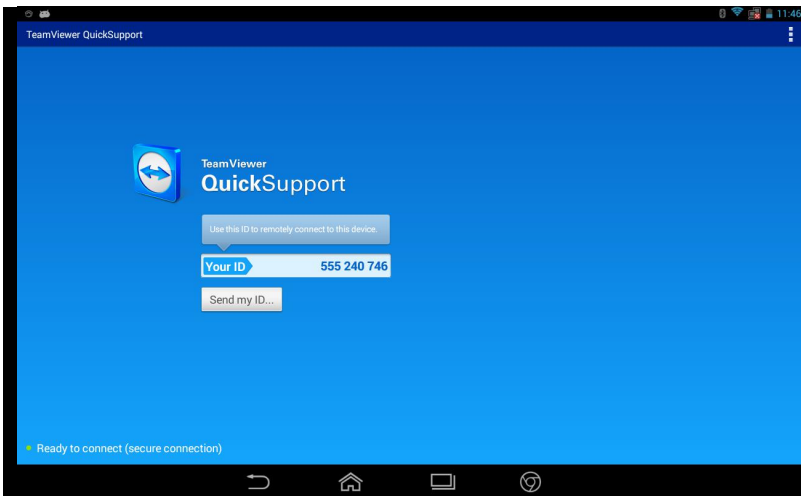 11:46
TeamViewer QuickSupport
TeamViewer
QuickSupport
Use this ID to remotely connect to this device.
Your ID 555 240 746
Send my ID...
Ready to connect (secure connection)